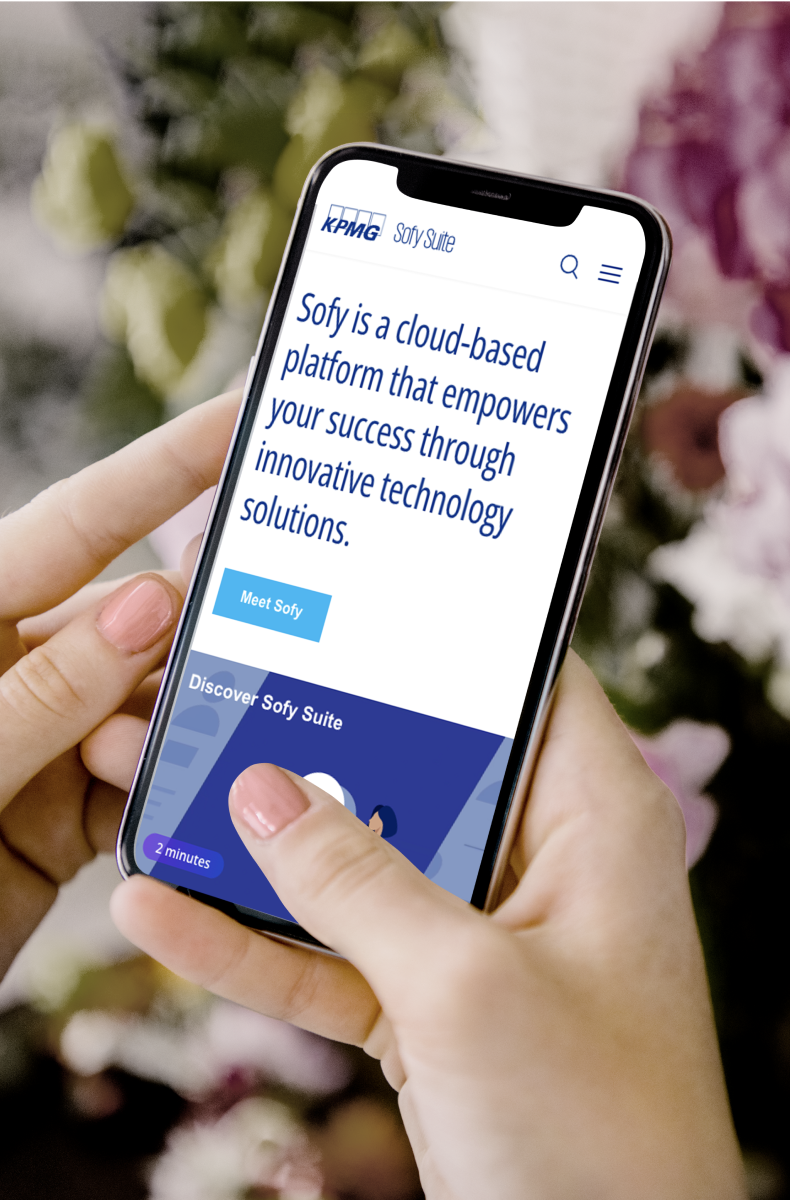 KPMG Sofy Suite
Sofy is a cloud-based
platform that empowers
your success through
innovative technology
solutions.
Meet Sofy
Discover Sofy Suite
2 minutes